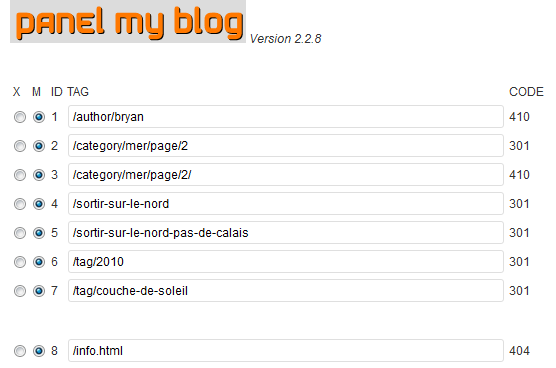 panel my blog Version 2.2.8
X M ID TAG CODE
1 /author/bryan 410
2 /category/mer/page/2 301
3 /category/mer/page/2/ 410
4 /sortir-sur-le-nord 301
5 /sortir-sur-le-nord-pas-de-calais 301
6 /tag/2010 301
7 /tag/couche-de-soleil 301
8 /info.html 404